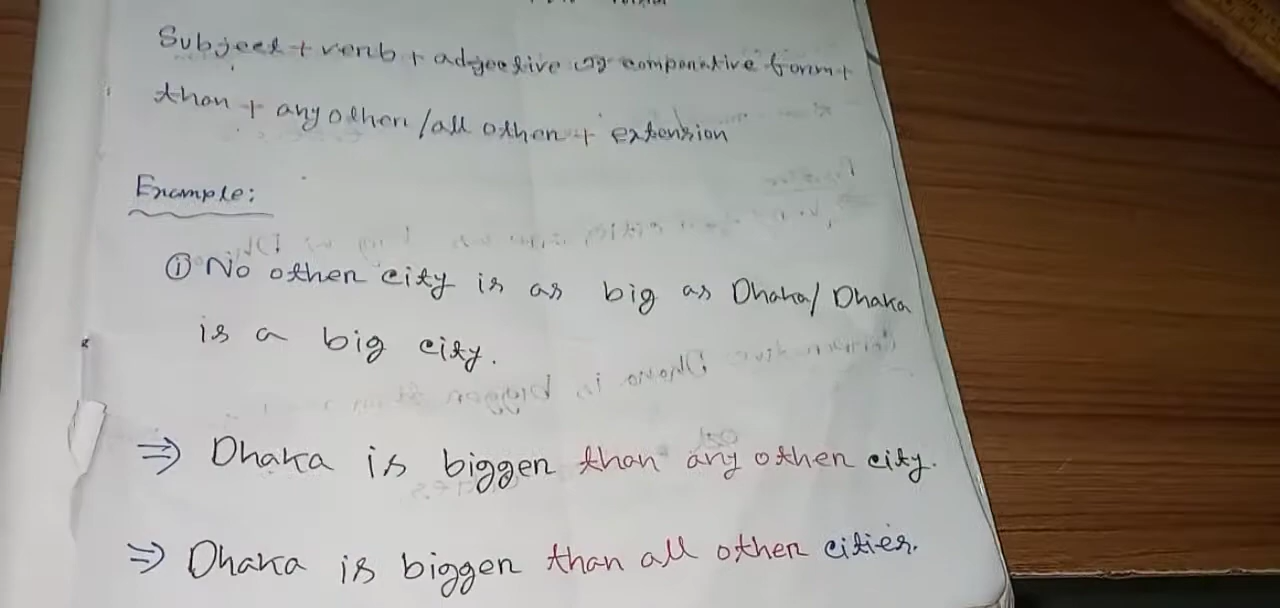 Subject + verb + adjective এর comparative form +
than + any other/all other + extension
Example:
① No other city is as big as Dhaka/Dhaka
is a big city.
⇒ Dhaka is bigger than any other city.
⇒ Dhaka is bigger than all other cities.